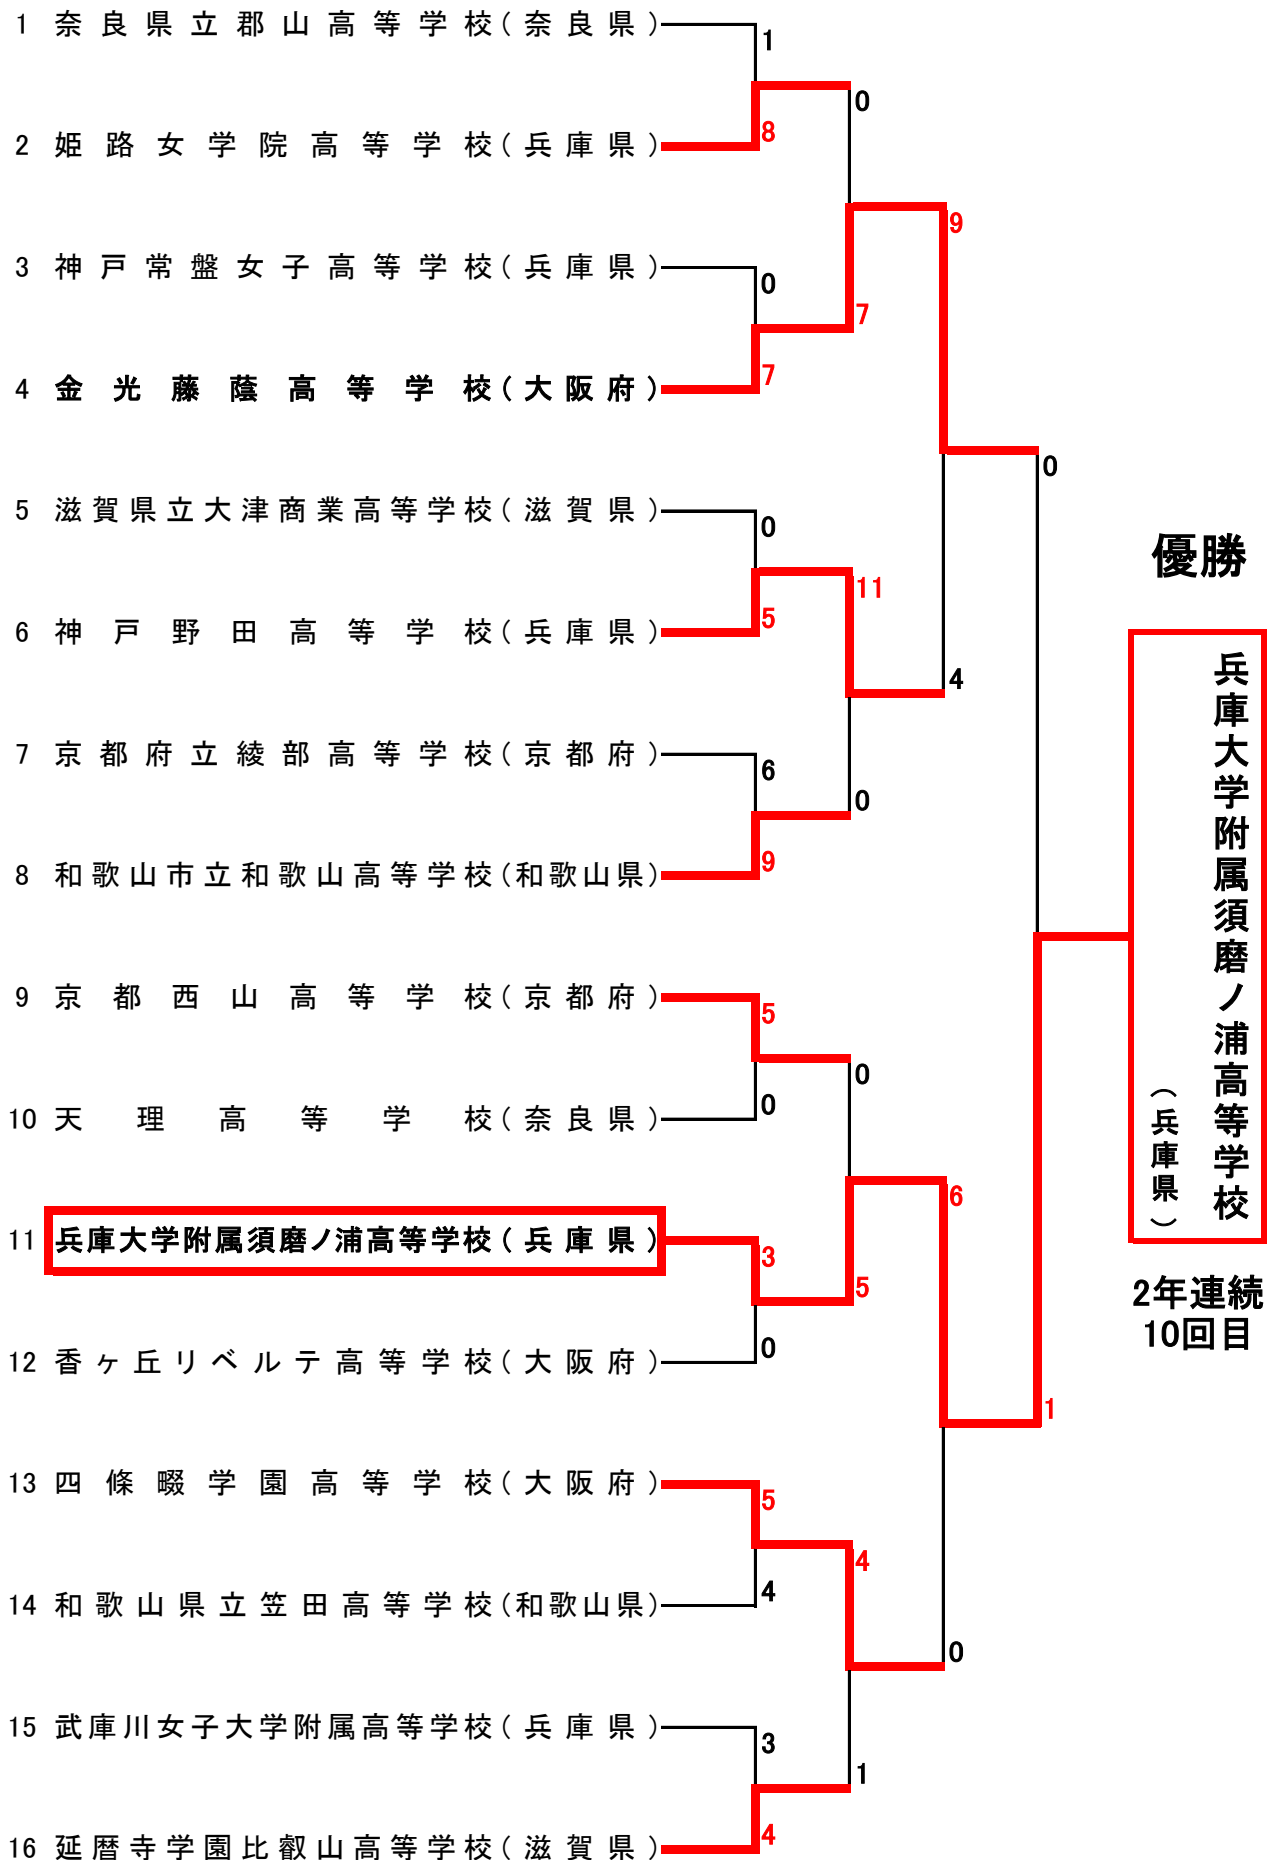 1 奈良県立郡山高等学校(奈良県)
1
0
2 姫路女学院高等学校(兵庫県)
8
9
3 神戸常盤女子高等学校(兵庫県)
0
7
4 金光藤蔭高等学校(大阪府)
7
0
5 滋賀県立大津商業高等学校(滋賀県)
0
11
6 神戸野田高等学校(兵庫県)
5
4
7 京都府立綾部高等学校(京都府)
6
0
8 和歌山市立和歌山高等学校(和歌山県)
9
9 京都西山高等学校(京都府)
5
0
10 天理高等学校(奈良県)
0
6
11 兵庫大学附属須磨ノ浦高等学校(兵庫県)
3
5
12 香ヶ丘リベルテ高等学校(大阪府)
0
1
13 四條畷学園高等学校(大阪府)
5
4
14 和歌山県立笠田高等学校(和歌山県)
4
0
15 武庫川女子大学附属高等学校(兵庫県)
3
1
16 延暦寺学園比叡山高等学校(滋賀県)
4
優勝
兵庫大学附属須磨ノ浦高等学校
(兵庫県)
2年連続
10回目